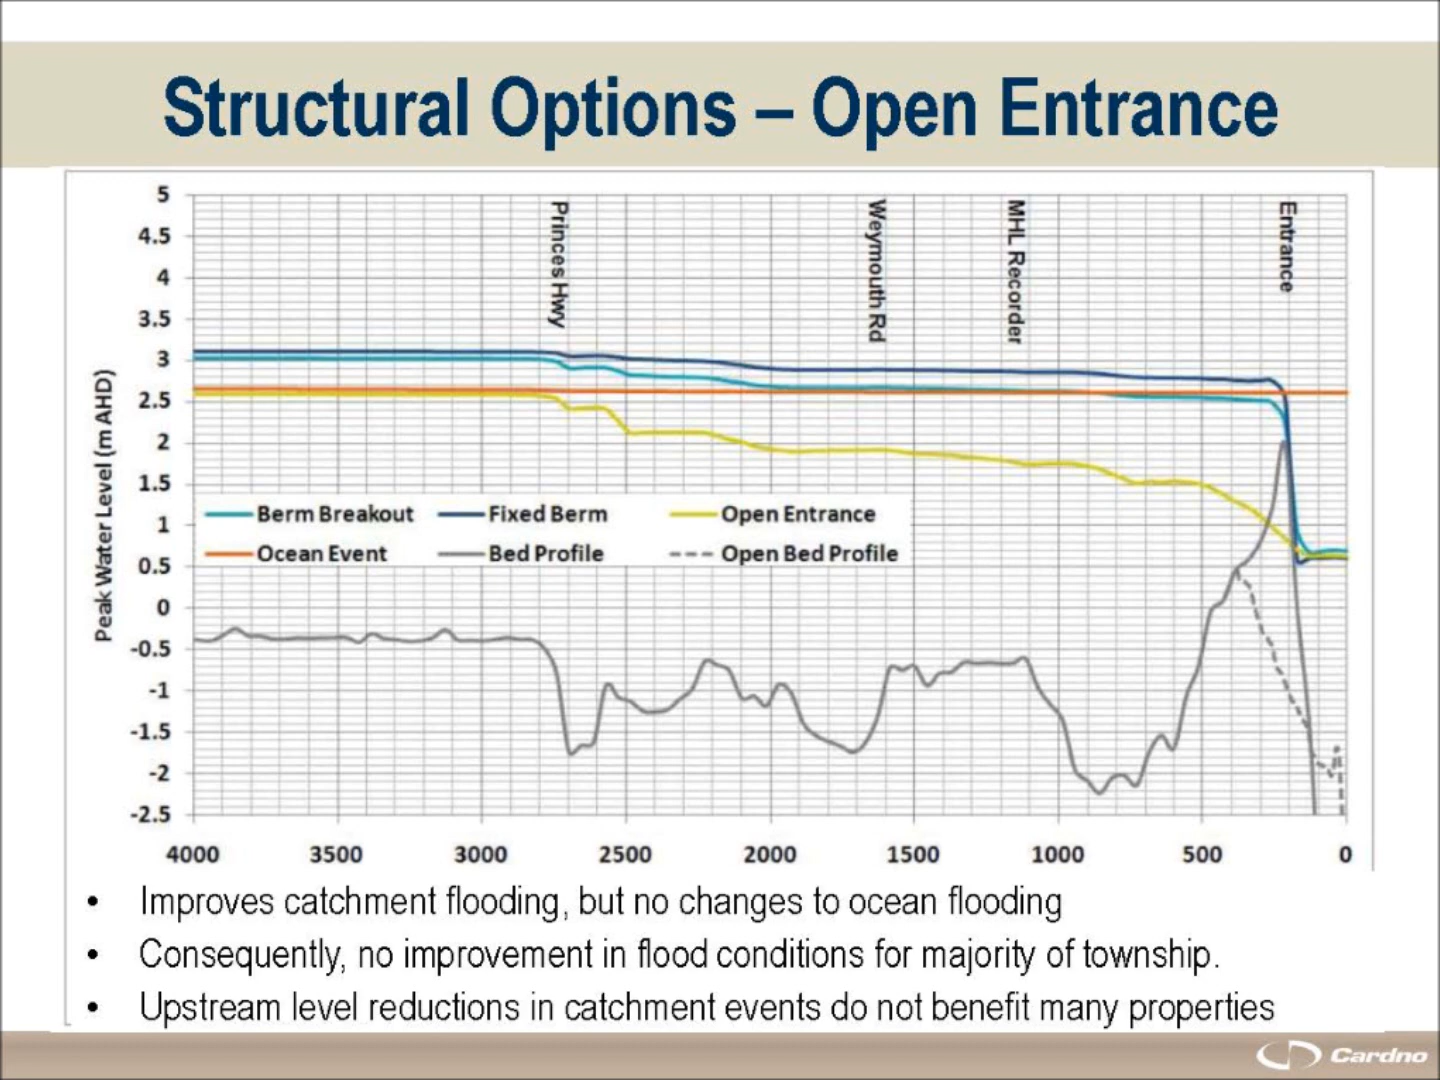 Structural Options – Open Entrance
5
4.5
4
3.5
3
2.5
2
1.5
1
0.5
0
-0.5
-1
-1.5
-2
-2.5
Peak Water Level (m AHD)
Princes Hwy
Weymouth Rd
MHL Recorder
Entrance
Berm Breakout Fixed Berm Open Entrance
Ocean Event Bed Profile Open Bed Profile
4000 3500 3000 2500 2000 1500 1000 500 0
• Improves catchment flooding, but no changes to ocean flooding
• Consequently, no improvement in flood conditions for majority of township.
• Upstream level reductions in catchment events do not benefit many properties
Cardno